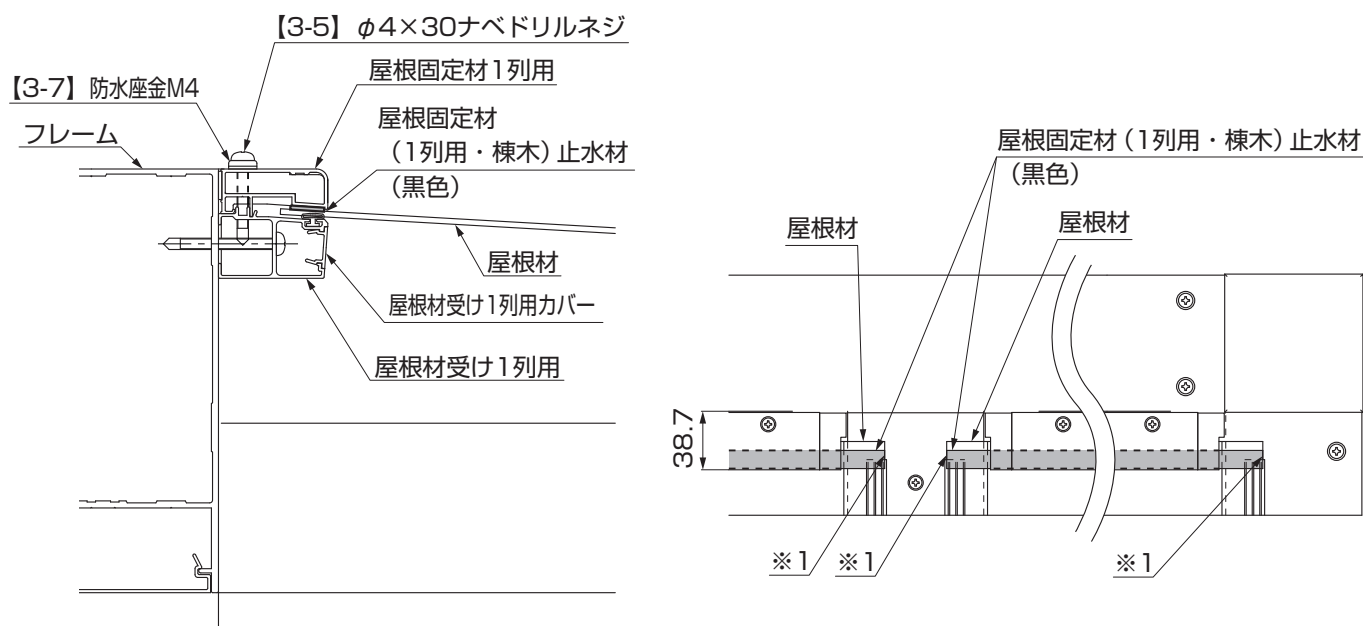 【3-5】φ4×30ナベドリルネジ
屋根固定材1列用
【3-7】防水座金M4
屋根固定材
(1列用・棟木)止水材
(黒色)
フレーム
屋根材
屋根材受け1列用カバー
屋根材受け1列用
屋根固定材(1列用・棟木)止水材
(黒色)
屋根材
屋根材
38.7
※1
※1
※1